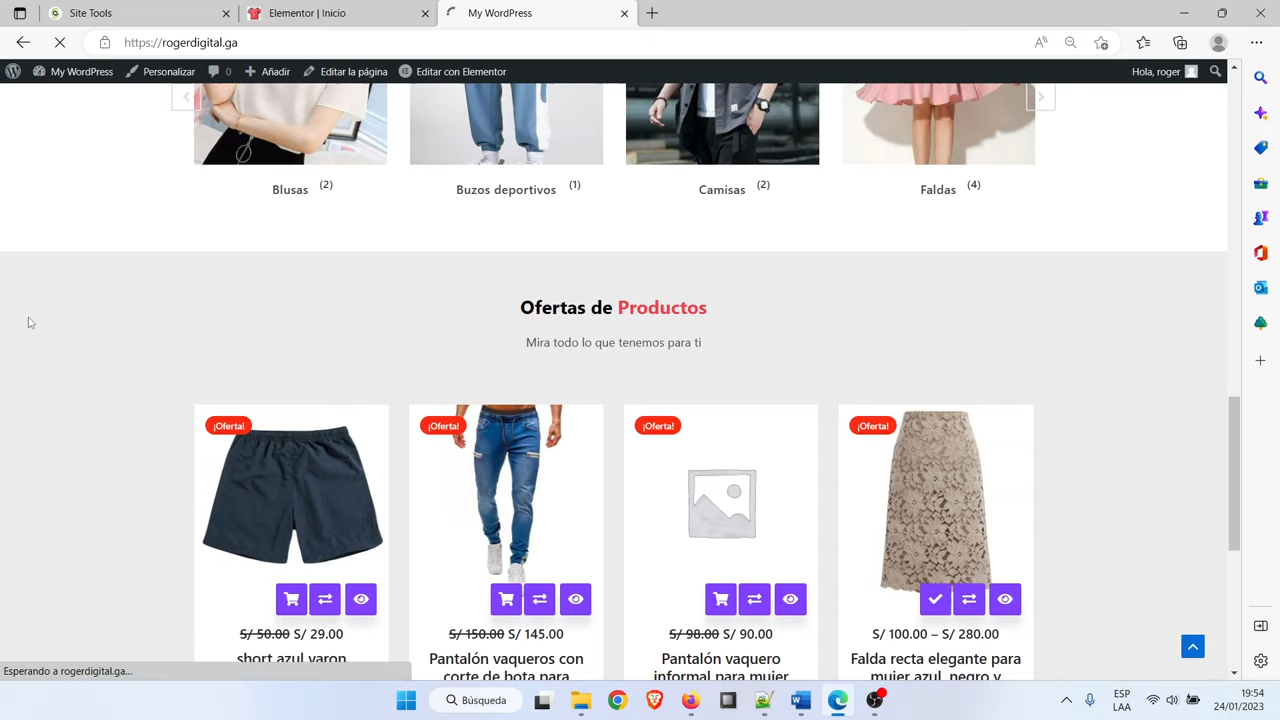 Site Tools
Elementor | Inicio
My WordPress
https://rogerdigital.ga
My WordPress
Personalizar
0
Añadir
Editar la página
Editar con Elementor
Hola, roger
Blusas (2)
Buzos deportivos (1)
Camisas (2)
Faldas (4)
Ofertas de Productos
Mira todo lo que tenemos para ti
¡Oferta!
¡Oferta!
¡Oferta!
¡Oferta!
S/ 50.00 S/ 29.00
S/ 150.00 S/ 145.00
S/ 98.00 S/ 90.00
S/ 100.00 – S/ 280.00
short azul varon
Pantalón vaqueros con
corte de bota para
Pantalón vaquero
informal para mujer
Falda recta elegante para
mujer azul, negro y
Esperando a rogerdigital.ga...
Búsqueda
ESP
LAA
19:54
24/01/2023